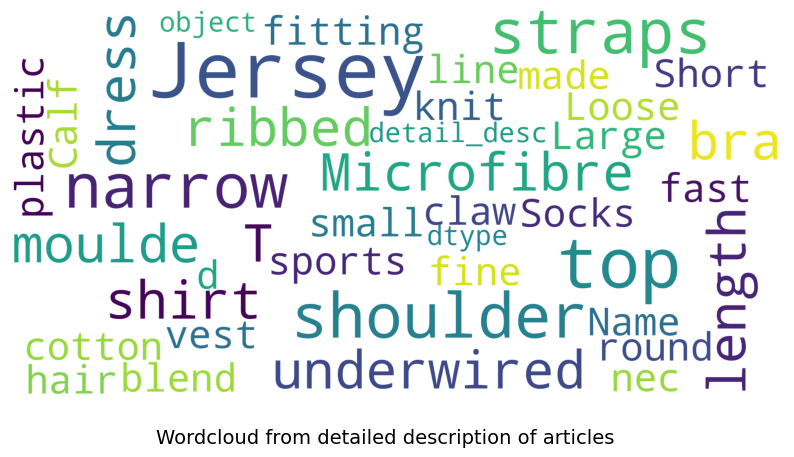 object
fitting
straps
dress
Jersey
line
made
Short
plastic
Calf
knit
Loose
ribbed
detail_desc
Large
bra
narrow
Microfibre
fast
small
claw
Socks
moulde
T
dtype
length
d
sports
fine
top
shirt
shoulder
Name
cotton
vest
round
hair
blend
underwired
nec
Wordcloud from detailed description of articles